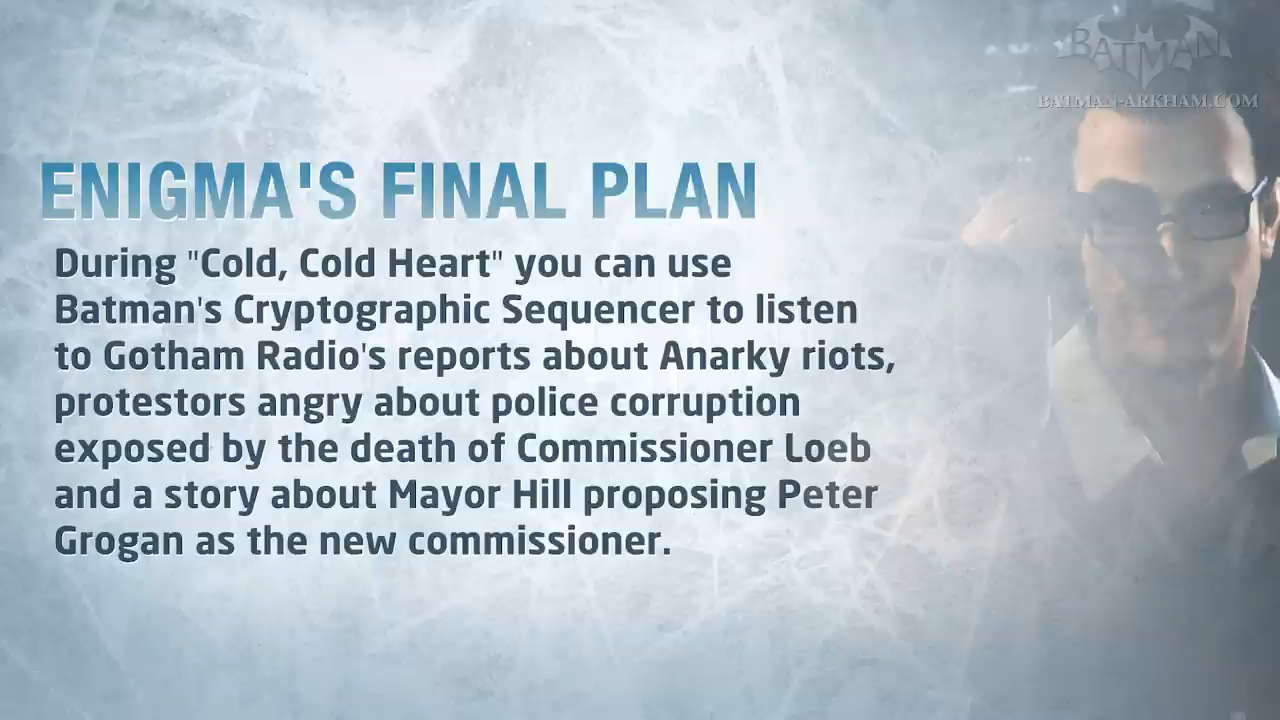 BATMAN
BATMAN-ARKHAM.COM
ENIGMA'S FINAL PLAN
During "Cold, Cold Heart" you can use
Batman's Cryptographic Sequencer to listen
to Gotham Radio's reports about Anarky riots,
protestors angry about police corruption
exposed by the death of Commissioner Loeb
and a story about Mayor Hill proposing Peter
Grogan as the new commissioner.